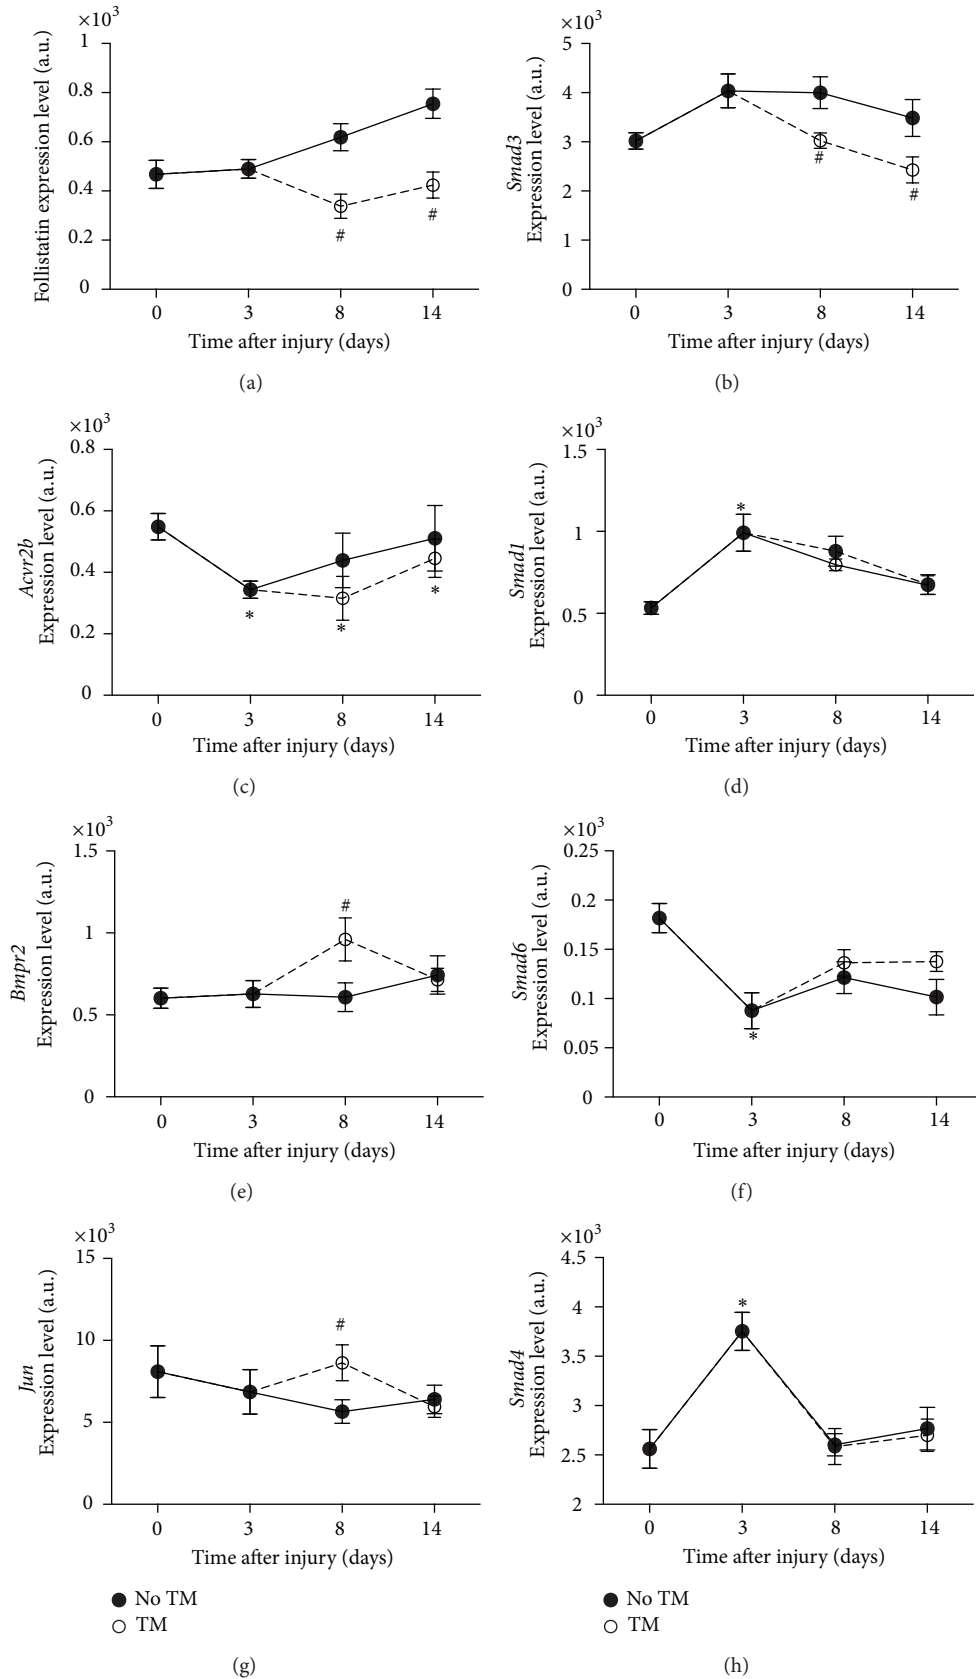 ×10³
1
0.8
0.6
0.4
0.2
0
Follistatin expression level (a.u.)
#
#
0 3 8 14
Time after injury (days)
(a)
×10³
5
4
3
2
1
0
Smad3
Expression level (a.u.)
#
#
0 3 8 14
Time after injury (days)
(b)
×10³
0.8
0.6
0.4
0.2
0
Acvr2b
Expression level (a.u.)
*
*
*
0 3 8 14
Time after injury (days)
(c)
×10³
1.5
1
0.5
0
Smad1
Expression level (a.u.)
*
0 3 8 14
Time after injury (days)
(d)
×10³
1.5
1
0.5
0
Bmpr2
Expression level (a.u.)
#
0 3 8 14
Time after injury (days)
(e)
×10³
0.25
0.2
0.15
0.1
0.05
0
Smad6
Expression level (a.u.)
*
0 3 8 14
Time after injury (days)
(f)
×10³
15
10
5
0
Jun
Expression level (a.u.)
#
0 3 8 14
Time after injury (days)
No TM
TM
(g)
×10³
4.5
4
3.5
3
2.5
2
Smad4
Expression level (a.u.)
*
0 3 8 14
Time after injury (days)
No TM
TM
(h)